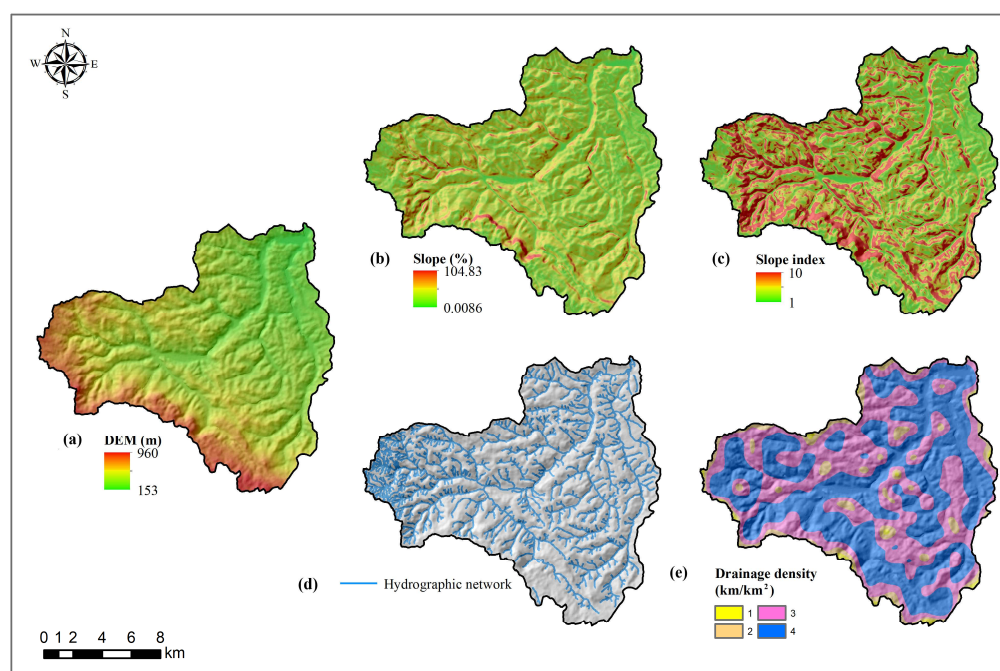 N
W E
S
(a)
DEM (m)
960
153
(b)
Slope (%)
104.83
0.0086
(c)
Slope index
10
1
(d)
Hydrographic network
(e)
Drainage density
(km/km²)
1 3
2 4
0 1 2 4 6 8
km